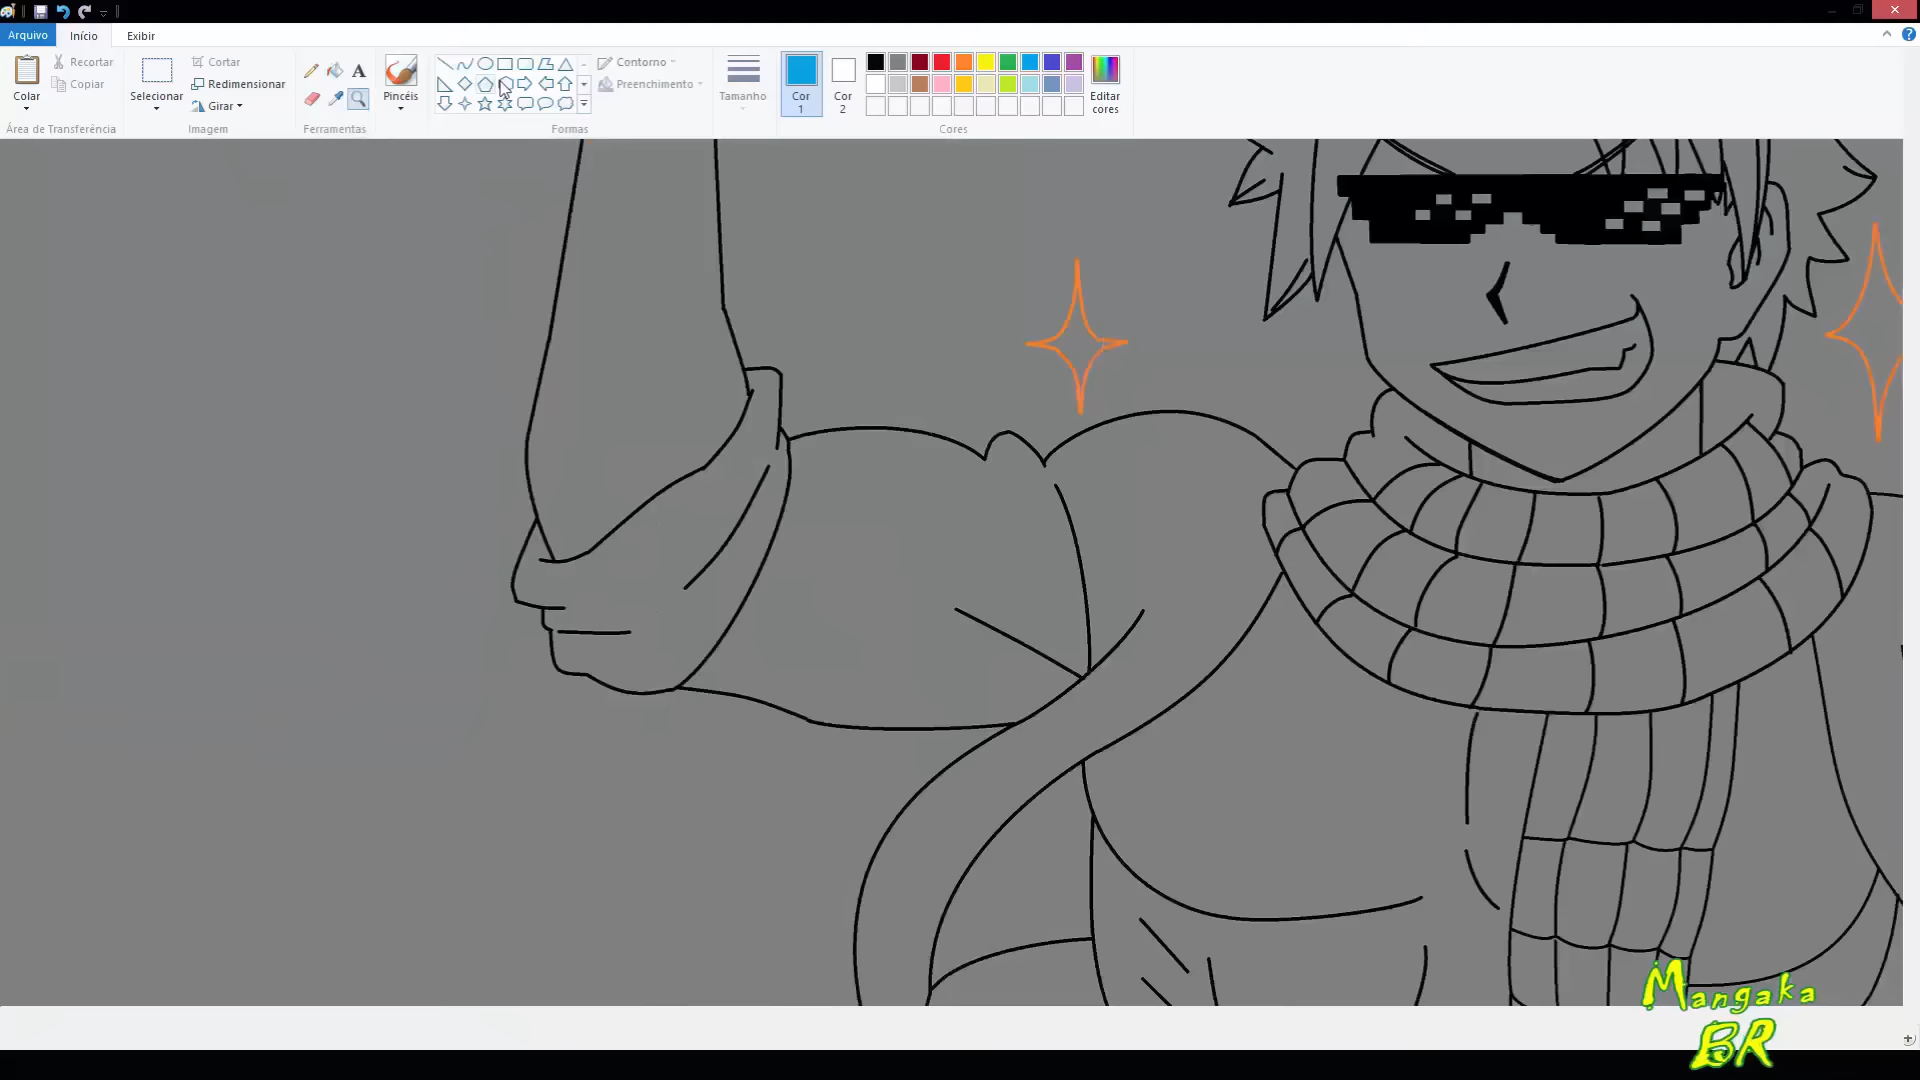 Arquivo Início Exibir
Colar
Recortar
Copiar
Área de Transferência
Selecionar
Cortar
Redimensionar
Girar
Imagem
A
Ferramentas
Pincéis
Contorno
Preenchimento
Formas
Tamanho
Cor 1
Cor 2
Editar cores
Cores
Mangaka
BR